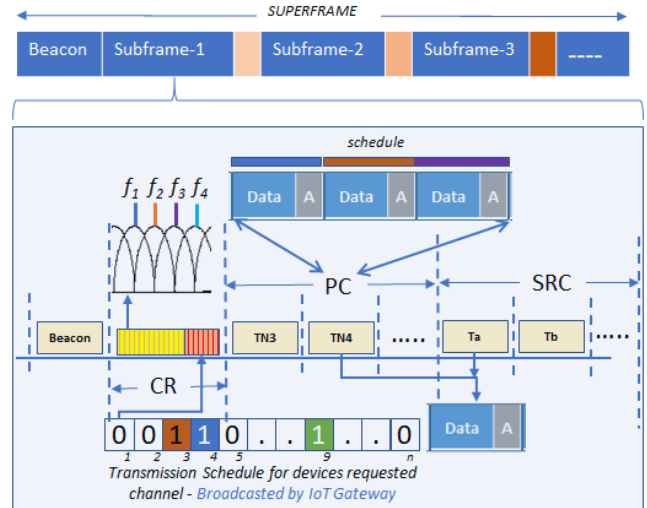 SUPERFRAME
Beacon Subframe-1 Subframe-2 Subframe-3 ----
schedule
f1 f2 f3 f4
Data A Data A Data A
PC SRC
Beacon TN3 TN4 ..... Ta Tb .....
CR
0 0 1 1 0 . . 1 . . 0
1 2 3 4 5 9 n
Data A
Transmission Schedule for devices requested
channel - Broadcasted by IoT Gateway